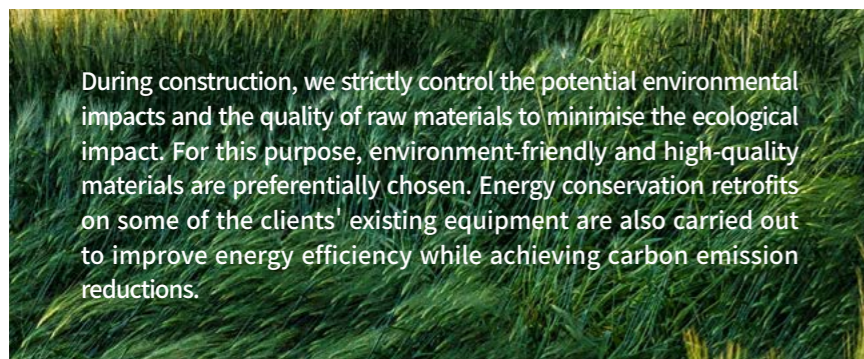 During construction, we strictly control the potential environmental
impacts and the quality of raw materials to minimise the ecological
impact. For this purpose, environment-friendly and high-quality
materials are preferentially chosen. Energy conservation retrofits
on some of the clients' existing equipment are also carried out
to improve energy efficiency while achieving carbon emission
reductions.